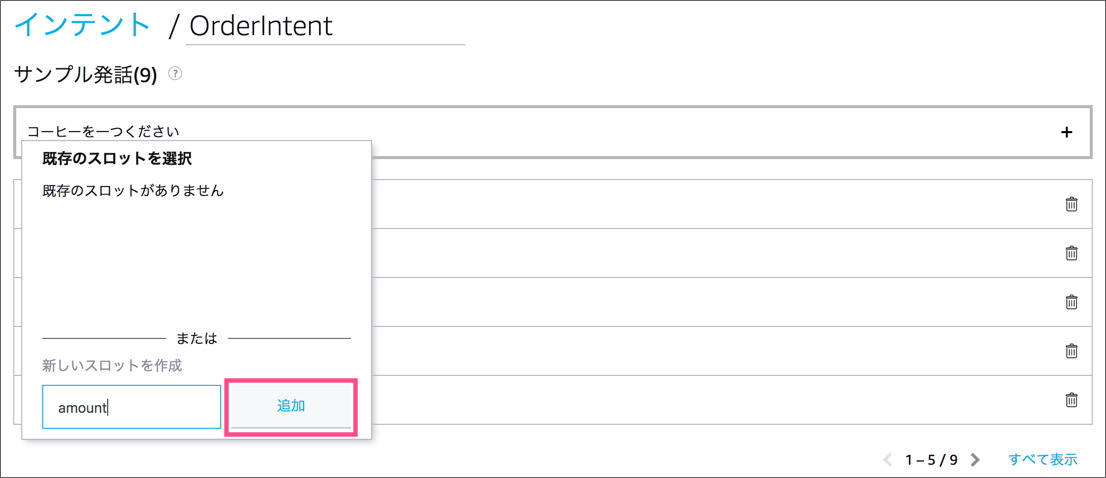 インテント / OrderIntent
サンプル発話(9) ?
コーヒーを一つください +
既存のスロットを選択
既存のスロットがありません
または
新しいスロットを作成
amount 追加
1 – 5 / 9 すべて表示